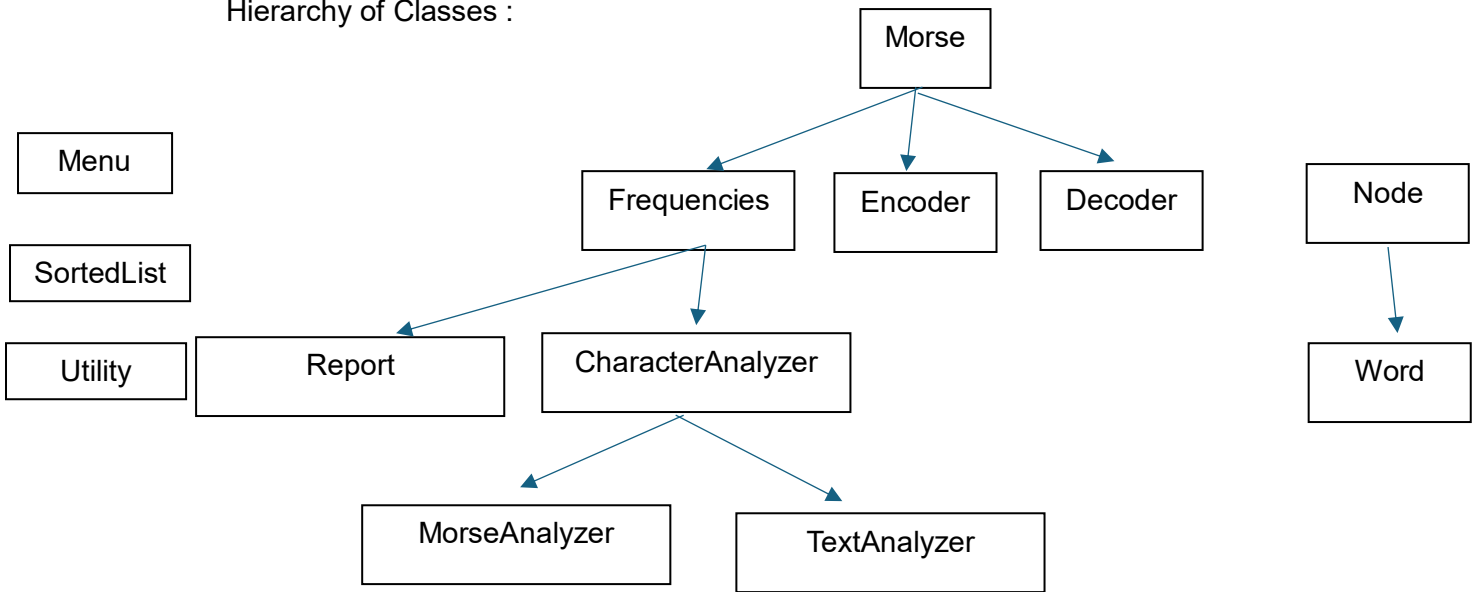 Hierarchy of Classes :
Morse
Menu
Frequencies
Encoder
Decoder
Node
SortedList
Utility
Report
CharacterAnalyzer
Word
MorseAnalyzer
TextAnalyzer